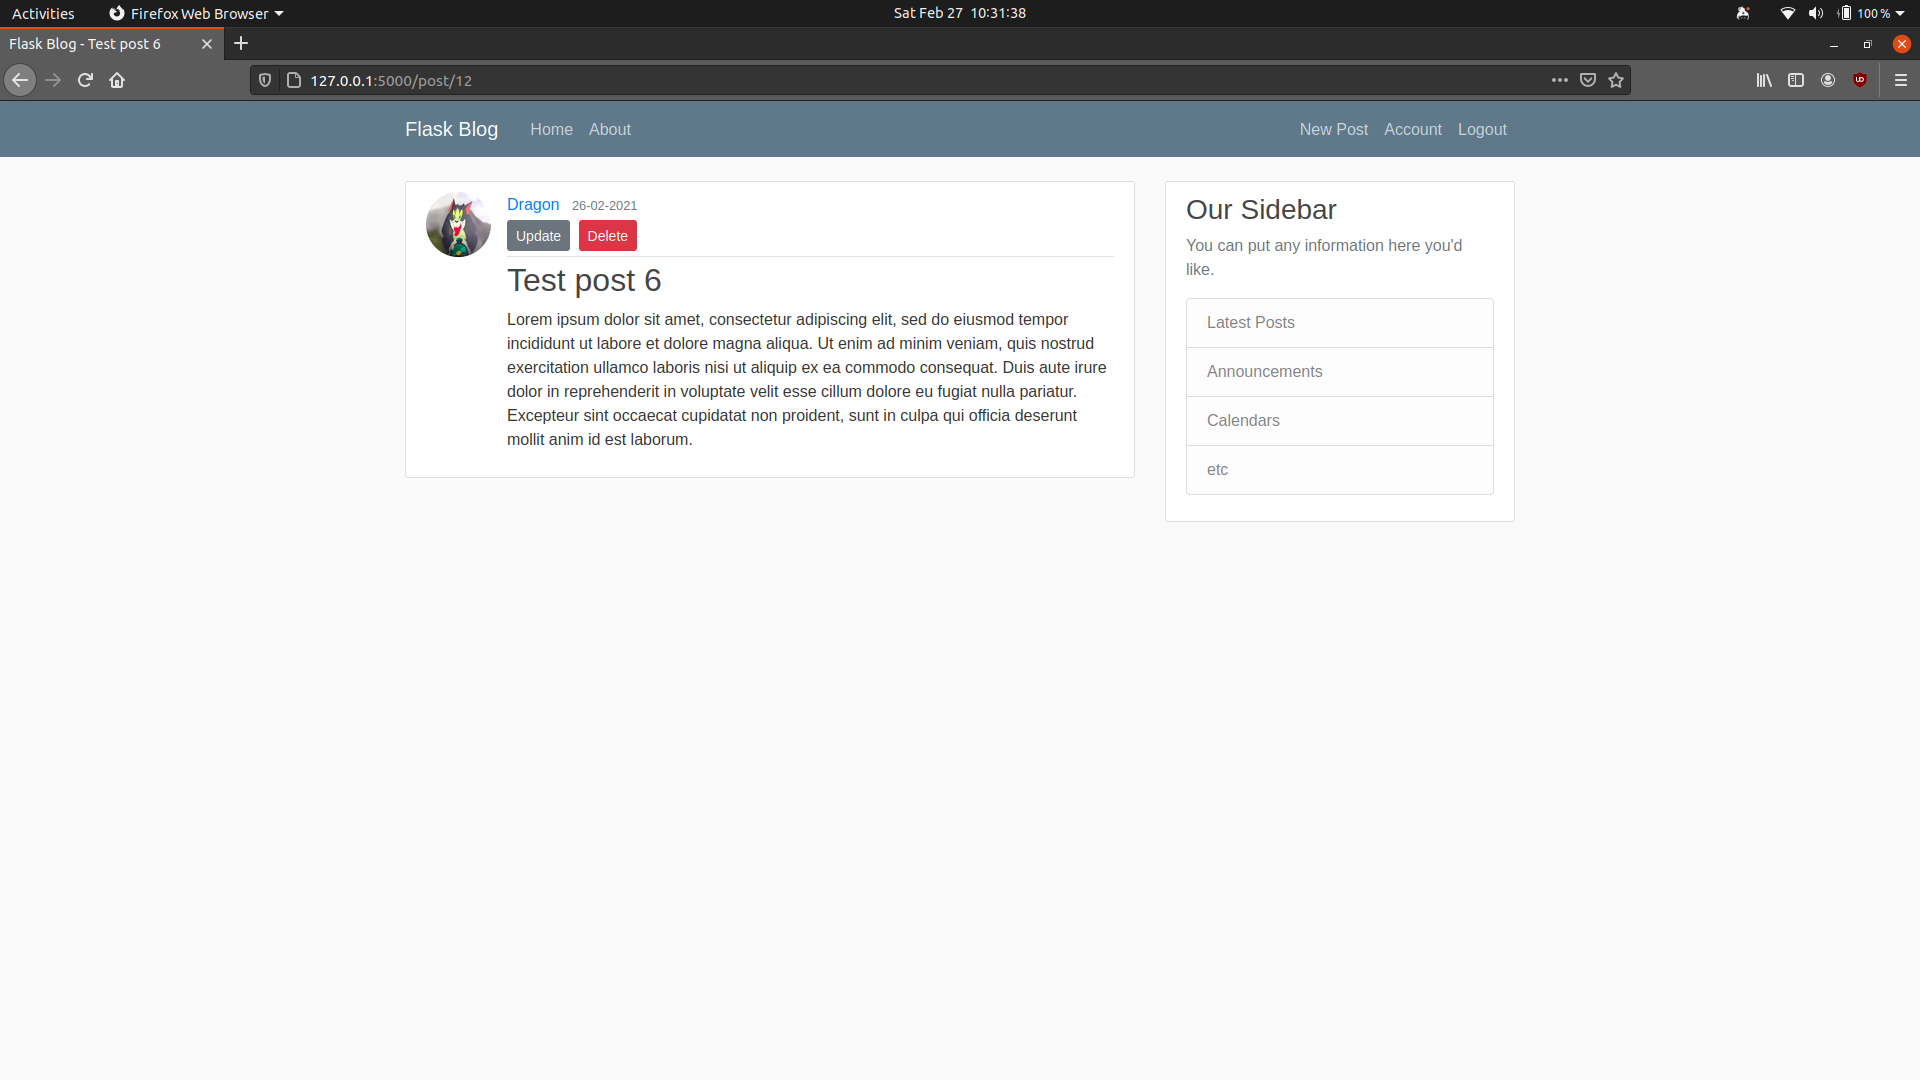 Activities
Firefox Web Browser
Sat Feb 27 10:31:38
100 %
Flask Blog - Test post 6
127.0.0.1:5000/post/12
Flask Blog
Home
About
New Post
Account
Logout
Dragon
26-02-2021
Update
Delete
Test post 6
Lorem ipsum dolor sit amet, consectetur adipiscing elit, sed do eiusmod tempor
incididunt ut labore et dolore magna aliqua. Ut enim ad minim veniam, quis nostrud
exercitation ullamco laboris nisi ut aliquip ex ea commodo consequat. Duis aute irure
dolor in reprehenderit in voluptate velit esse cillum dolore eu fugiat nulla pariatur.
Excepteur sint occaecat cupidatat non proident, sunt in culpa qui officia deserunt
mollit anim id est laborum.
Our Sidebar
You can put any information here you'd
like.
Latest Posts
Announcements
Calendars
etc